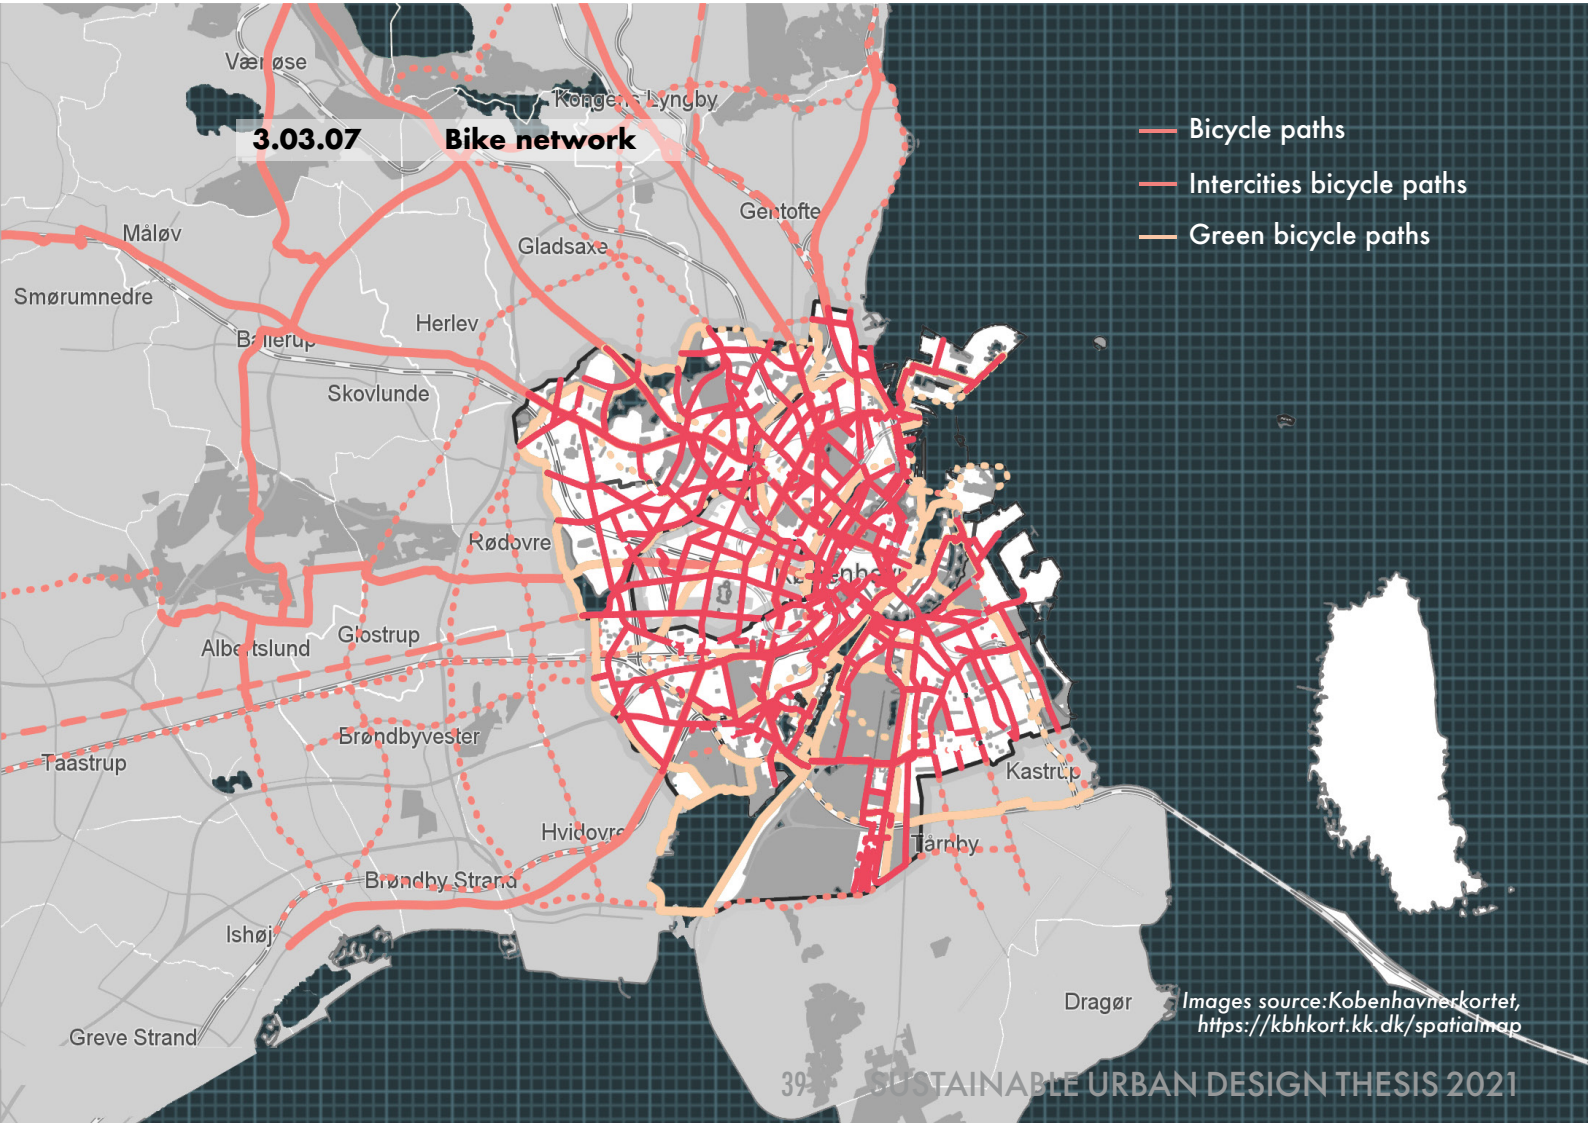 Værløse
Kongens Lyngby
3.03.07 Bike network
Bicycle paths
Intercities bicycle paths
Green bicycle paths
Gentofte
Måløv
Gladsaxe
Smørumnedre
Herlev
Ballerup
Skovlunde
Rødovre
København
Glostrup
Albertslund
Brøndbyvester
Taastrup
Kastrup
Hvidovre
Tårnby
Brøndby Strand
Ishøj
Dragør
Greve Strand
Images source:Kobenhavnerkortet,
https://kbhkort.kk.dk/spatialmap
39 SUSTAINABLE URBAN DESIGN THESIS 2021